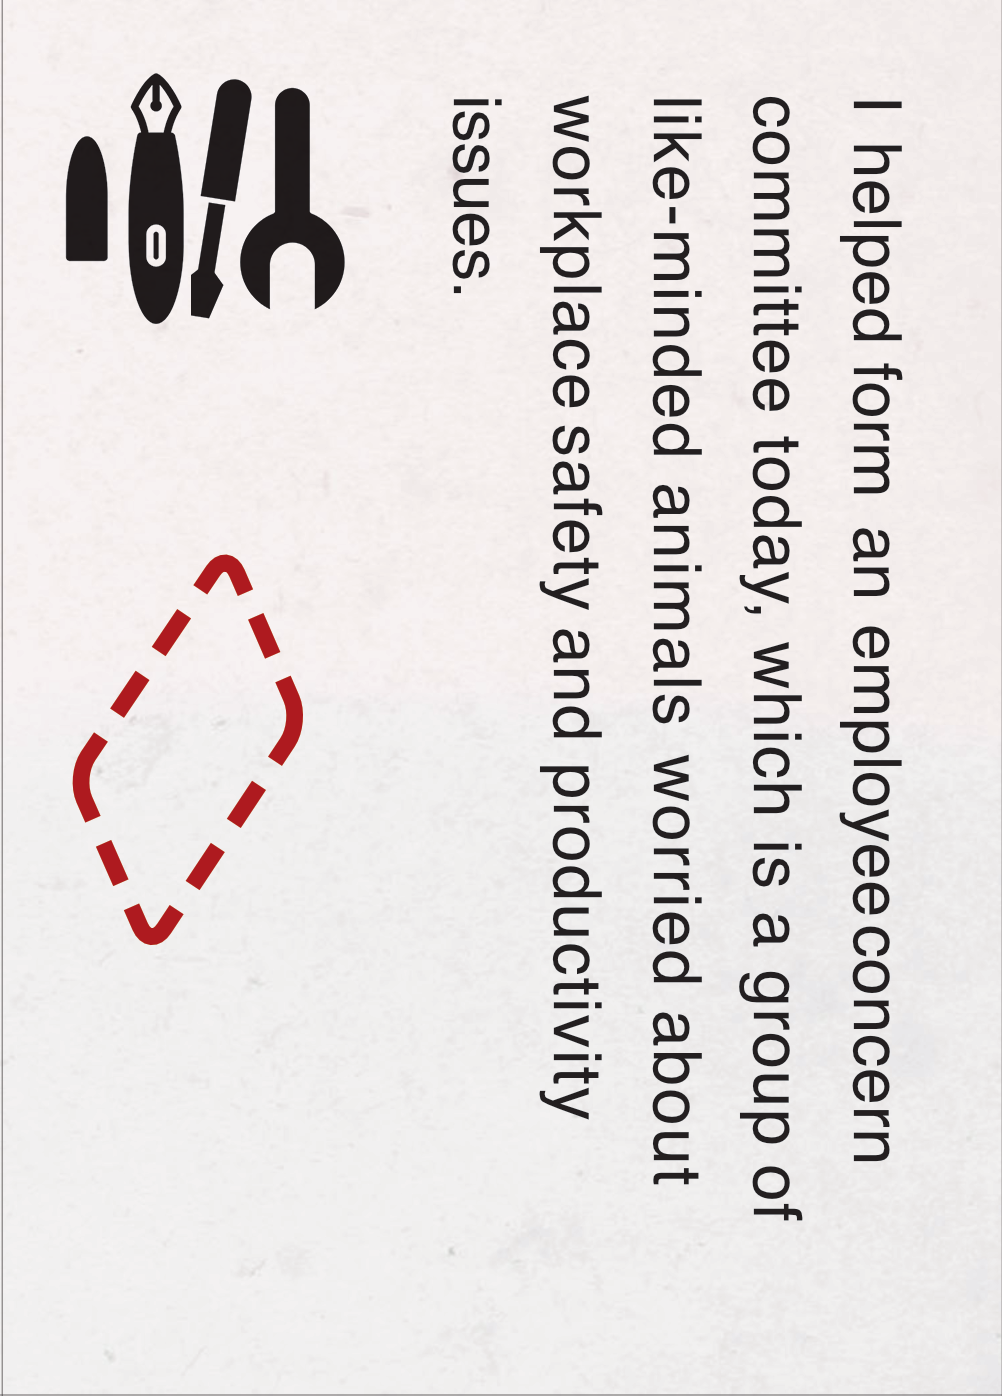 I helped form an employee concern
committee today, which is a group of
like-minded animals worried about
workplace safety and productivity
issues.